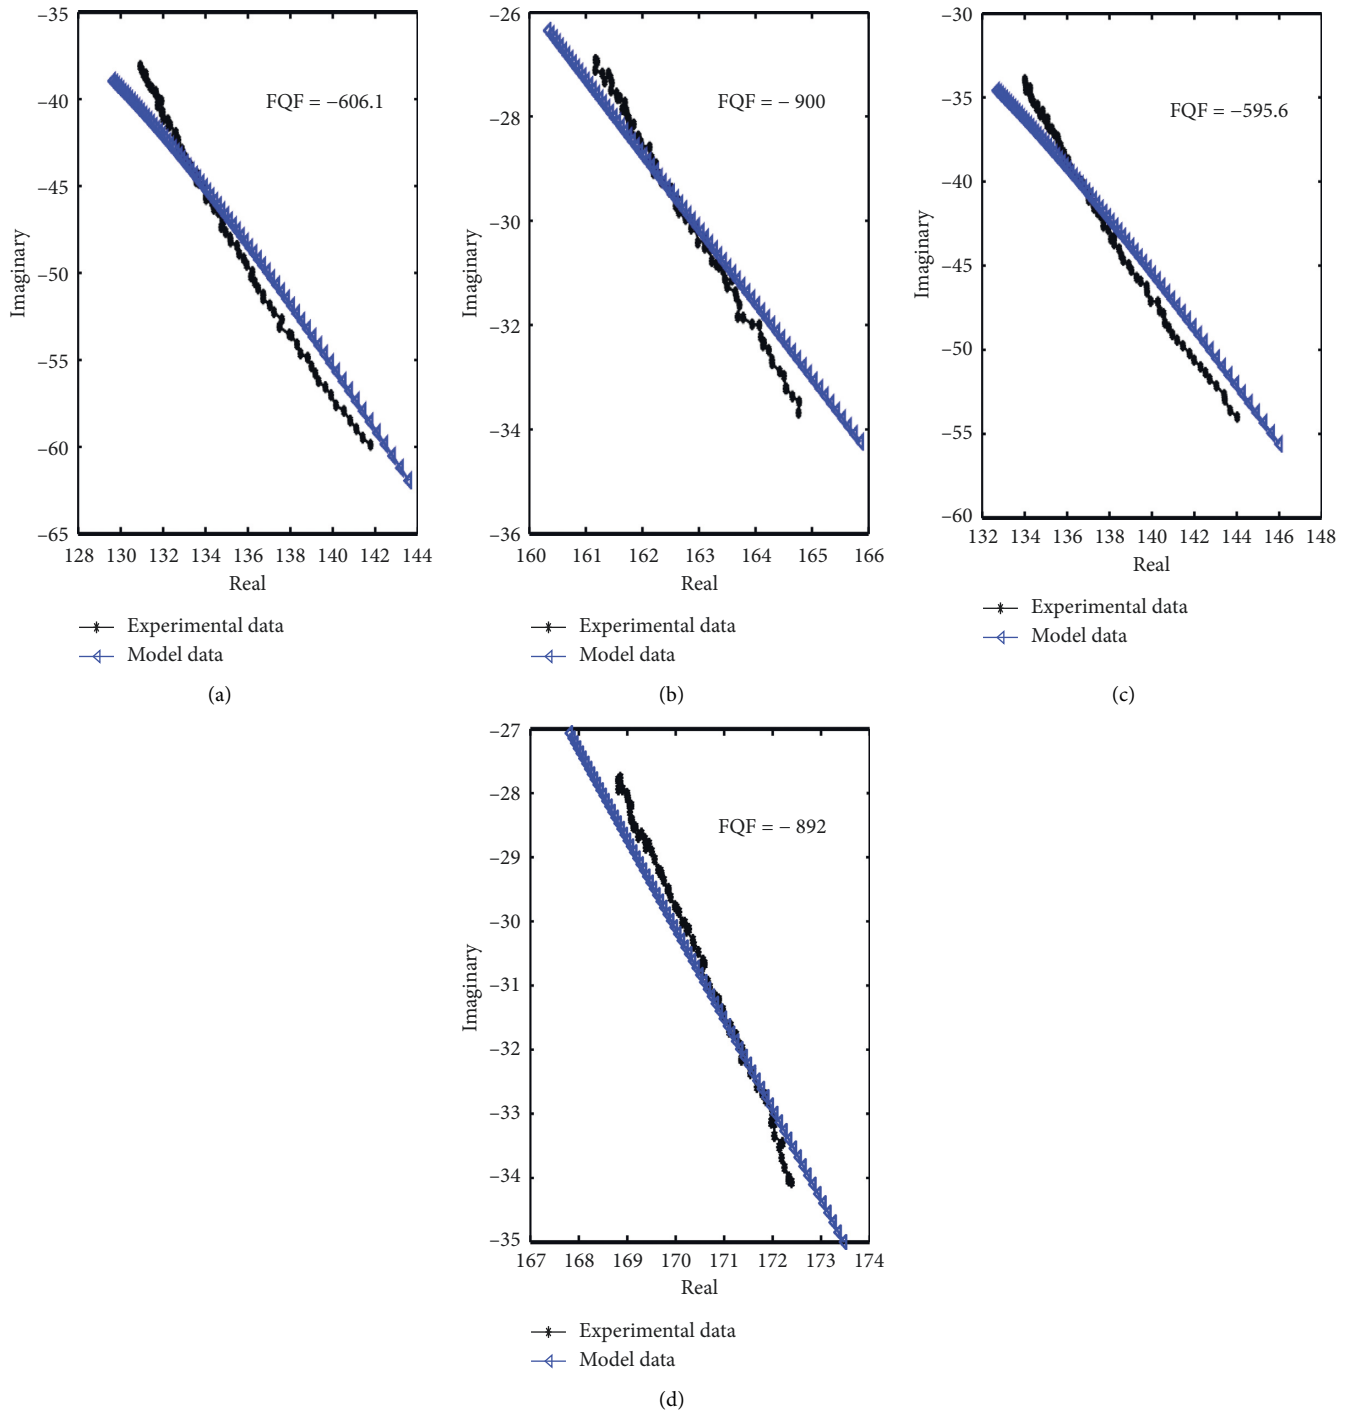 −35
−40
−45
−50
−55
−60
−65
Imaginary
FQF = −606.1
128 130 132 134 136 138 140 142 144
Real
Experimental data
Model data
(a)
−26
−28
−30
−32
−34
−36
Imaginary
FQF = − 900
160 161 162 163 164 165 166
Real
Experimental data
Model data
(b)
−30
−35
−40
−45
−50
−55
−60
Imaginary
FQF = −595.6
132 134 136 138 140 142 144 146 148
Real
Experimental data
Model data
(c)
−27
−28
−29
−30
−31
−32
−33
−34
−35
Imaginary
FQF = − 892
167 168 169 170 171 172 173 174
Real
Experimental data
Model data
(d)